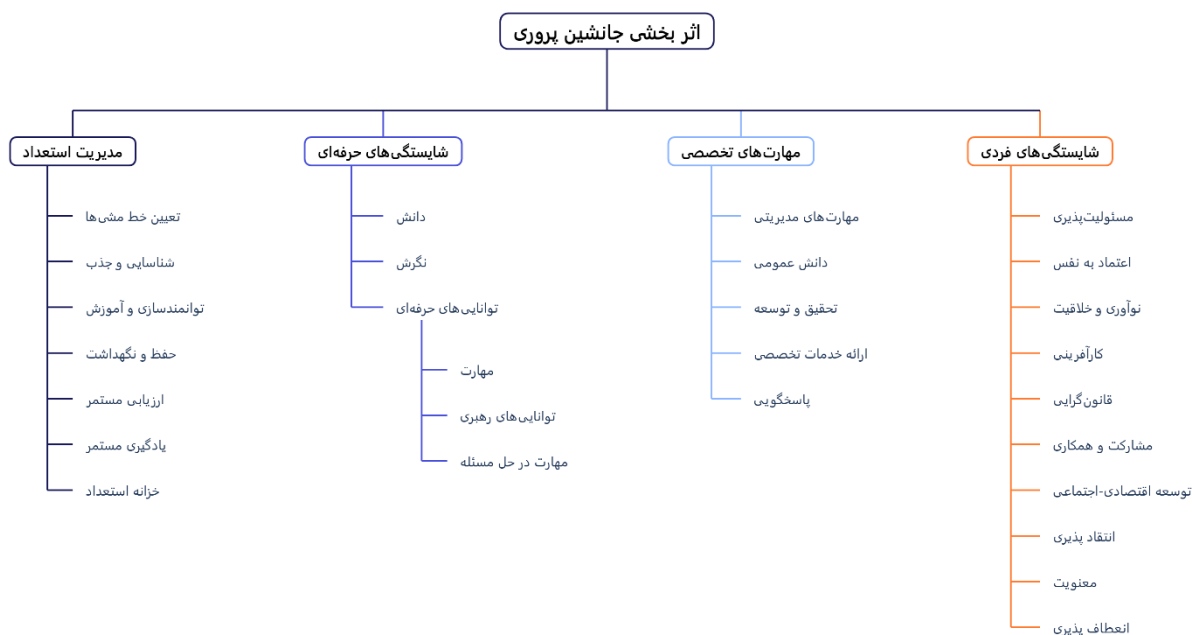 اثر بخشی جانشین پروری
شایستگی‌های فردی
مسئولیت‌پذیری
اعتماد به نفس
نوآوری و خلاقیت
کارآفرینی
قانون‌گرایی
مشارکت و همکاری
توسعه اقتصادی-اجتماعی
انتقاد پذیری
معنویت
انعطاف پذیری
مهارت‌های تخصصی
مهارت‌های مدیریتی
دانش عمومی
تحقیق و توسعه
ارائه خدمات تخصصی
پاسخگویی
شایستگی‌های حرفه‌ای
دانش
نگرش
توانایی‌های حرفه‌ای
مهارت
توانایی‌های رهبری
مهارت در حل مسئله
مدیریت استعداد
تعیین خط مشی‌ها
شناسایی و جذب
توانمندسازی و آموزش
حفظ و نگهداشت
ارزیابی مستمر
یادگیری مستمر
خزانه استعداد